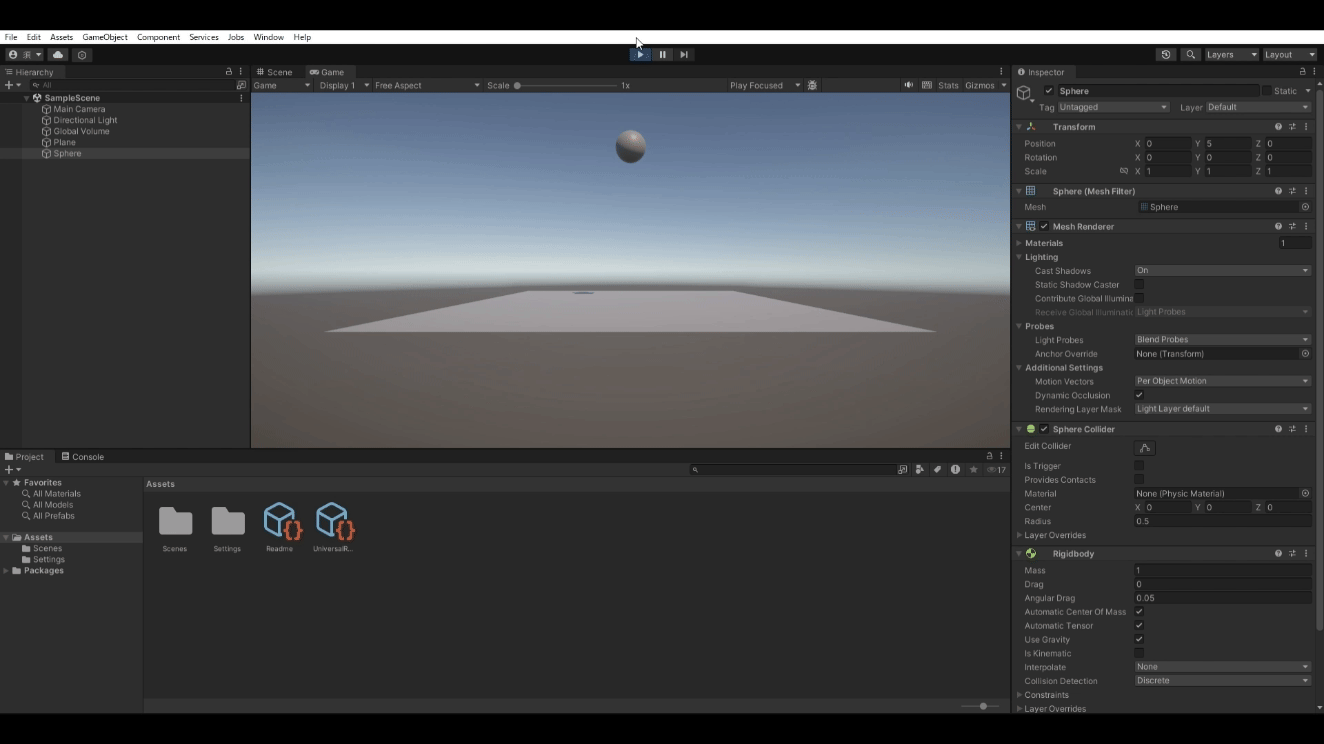 File Edit Assets GameObject Component Services Jobs Window Help
Layers Layout
Hierarchy
All
SampleScene
Main Camera
Directional Light
Global Volume
Plane
Sphere
Scene Game
Game Display 1 Free Aspect Scale 1x Play Focused Stats Gizmos
Inspector
Sphere Static
Tag Untagged Layer Default
Transform
Position X 0 Y 5 Z 0
Rotation X 0 Y 0 Z 0
Scale X 1 Y 1 Z 1
Sphere (Mesh Filter)
Mesh Sphere
Mesh Renderer
Materials 1
Lighting
Cast Shadows On
Static Shadow Caster
Contribute Global Illumina
Receive Global Illuminatic Light Probes
Probes
Light Probes Blend Probes
Anchor Override None (Transform)
Additional Settings
Motion Vectors Per Object Motion
Dynamic Occlusion
Rendering Layer Mask Light Layer default
Sphere Collider
Edit Collider
Is Trigger
Provides Contacts
Material None (Physic Material)
Center X 0 Y 0 Z 0
Radius 0.5
Layer Overrides
Rigidbody
Mass 1
Drag 0
Angular Drag 0.05
Automatic Center Of Mass
Automatic Tensor
Use Gravity
Is Kinematic
Interpolate None
Collision Detection Discrete
Constraints
Layer Overrides
Project Console
17
Favorites
All Materials
All Models
All Prefabs
Assets
Scenes
Settings
Packages
Assets
Scenes Settings Readme UniversalR...